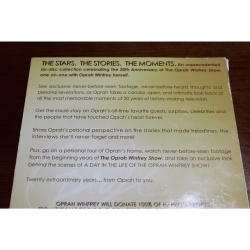 THE STARS. THE STORIES. THE MOMENTS. An unprecedented
six-disc collection celebrating the 20th Anniversary of The Oprah Winfrey Show,
one on-one with Oprah Winfrey herself.
See exclusive never-before-seen footage, never-before-heard thoughts and
personal revelations, as Oprah takes a candid, open, and intimate look back at
all the most memorable moments of 20 years of history-making television.
Get the inside story on Oprah's all-time favorite guests, surprises, celebrities and
the people that have touched her heart and changed her life.
Share Oprah's personal perspective on the stories that made headlines, the
interviews she'll never forget and more!
Plus, go on a personal tour of Oprah's home, watch never-before-seen footage
from the beginning years of The Oprah Winfrey Show, and take an exclusive look
behind the scenes of A DAY IN THE LIFE OF THE OPRAH WINFREY SHOW!
Twenty extraordinary years... from Oprah to you.
OPRAH WINFREY WILL DONATE 100% OF